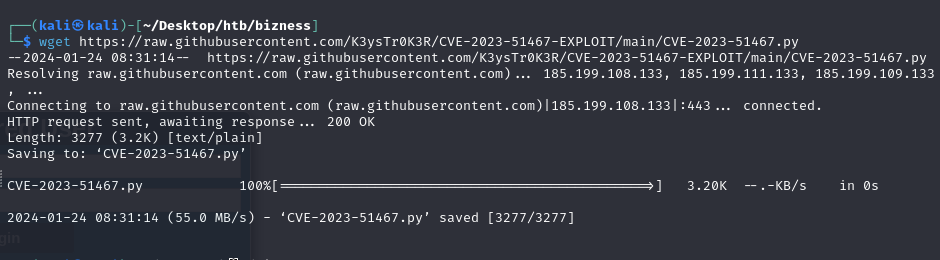 ┌──(kali㉿kali)-[~/Desktop/htb/bizness]
└─$ wget https://raw.githubusercontent.com/K3ysTr0K3R/CVE-2023-51467-EXPLOIT/main/CVE-2023-51467.py
--2024-01-24 08:31:14--  https://raw.githubusercontent.com/K3ysTr0K3R/CVE-2023-51467-EXPLOIT/main/CVE-2023-51467.py
Resolving raw.githubusercontent.com (raw.githubusercontent.com)... 185.199.108.133, 185.199.111.133, 185.199.109.133
, ...
Connecting to raw.githubusercontent.com (raw.githubusercontent.com)|185.199.108.133|:443... connected.
HTTP request sent, awaiting response... 200 OK
Length: 3277 (3.2K) [text/plain]
Saving to: ‘CVE-2023-51467.py’
CVE-2023-51467.py 100%[===============================================>] 3.20K --.-KB/s in 0s
2024-01-24 08:31:14 (55.0 MB/s) - ‘CVE-2023-51467.py’ saved [3277/3277]
gin